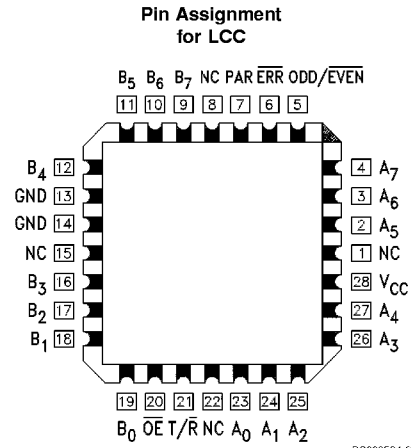 Pin Assignment
for LCC
B5 B6 B7 NC PAR E̅R̅R̅ ODD/E̅V̅E̅N̅
11 10 9 8 7 6 5
B4 12
GND 13
GND 14
NC 15
B3 16
B2 17
B1 18
4 A7
3 A6
2 A5
1 NC
28 VCC
27 A4
26 A3
19 20 21 22 23 24 25
B0 O̅E̅ T/R̅ NC A0 A1 A2